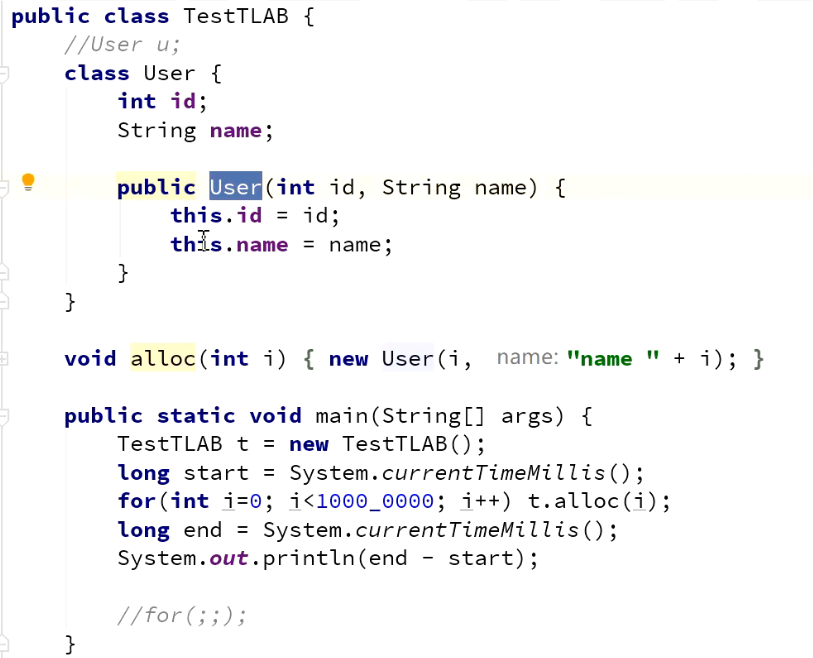 public class TestTLAB {
    //User u;
    class User {
        int id;
        String name;

        public User(int id, String name) {
            this.id = id;
            this.name = name;
        }
    }

    void alloc(int i) { new User(i,  name: "name " + i); }

    public static void main(String[] args) {
        TestTLAB t = new TestTLAB();
        long start = System.currentTimeMillis();
        for(int i=0; i<1000_0000; i++) t.alloc(i);
        long end = System.currentTimeMillis();
        System.out.println(end - start);

        //for(;;);
    }